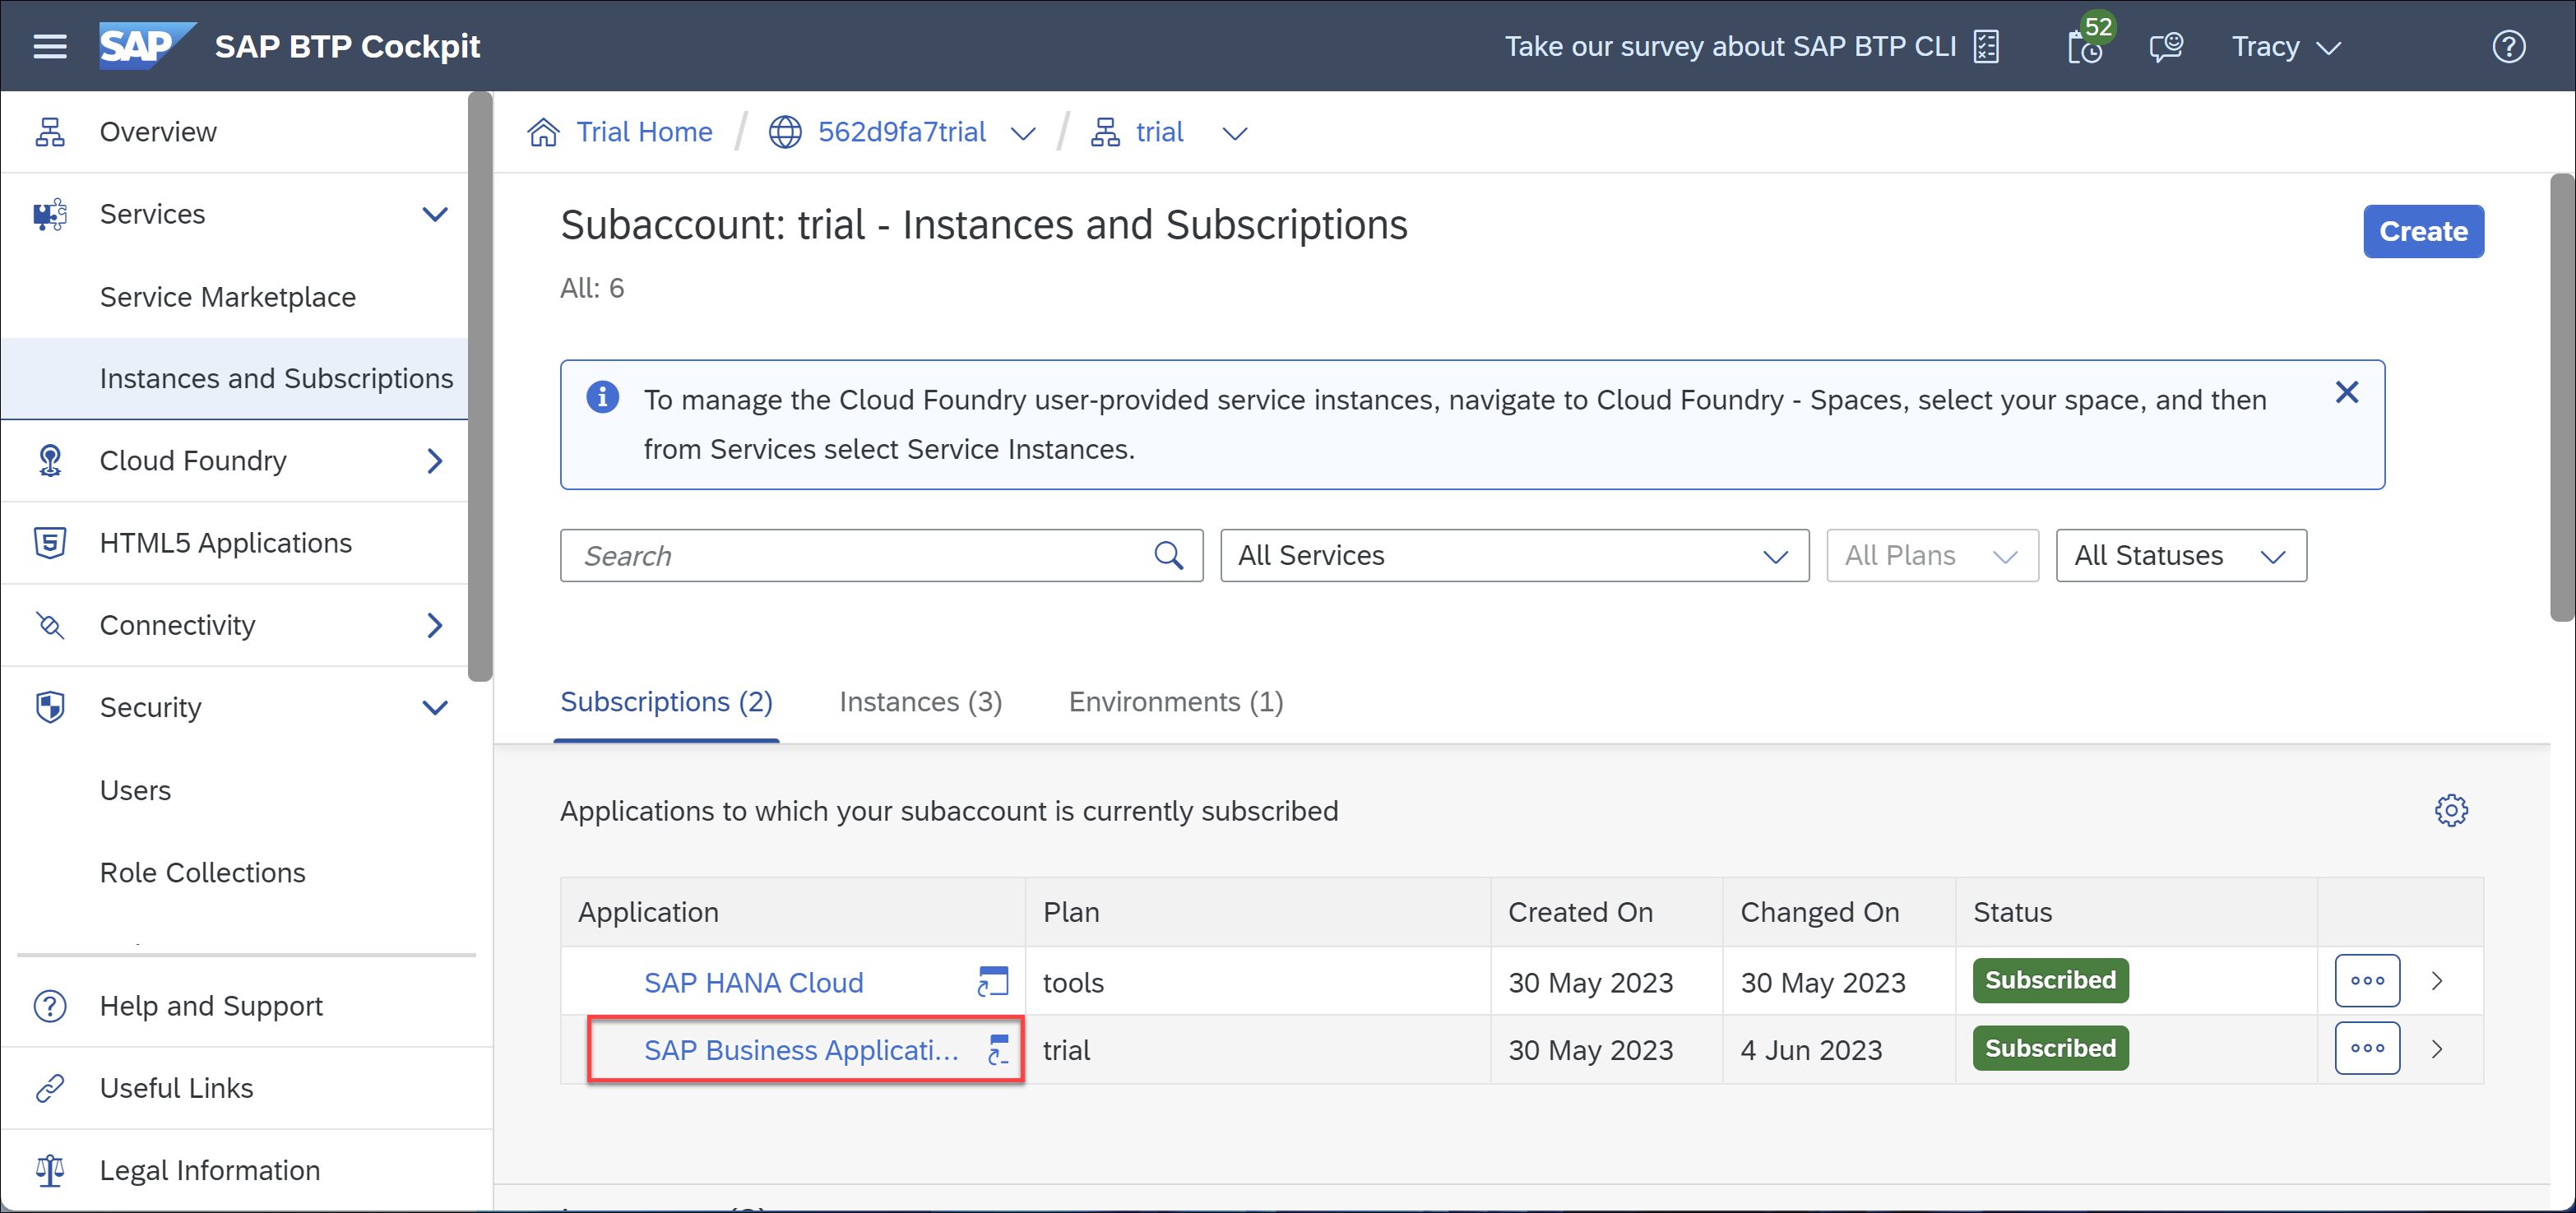 SAP SAP BTP Cockpit
Take our survey about SAP BTP CLI
52
Tracy
Overview
Services
Service Marketplace
Instances and Subscriptions
Cloud Foundry
HTML5 Applications
Connectivity
Security
Users
Role Collections
Help and Support
Useful Links
Legal Information
Trial Home / 562d9fa7trial / trial
Subaccount: trial - Instances and Subscriptions
Create
All: 6
To manage the Cloud Foundry user-provided service instances, navigate to Cloud Foundry - Spaces, select your space, and then
from Services select Service Instances.
Search
All Services
All Plans
All Statuses
Subscriptions (2) Instances (3) Environments (1)
Applications to which your subaccount is currently subscribed
Application Plan Created On Changed On Status
SAP HANA Cloud tools 30 May 2023 30 May 2023 Subscribed
SAP Business Applicati... trial 30 May 2023 4 Jun 2023 Subscribed